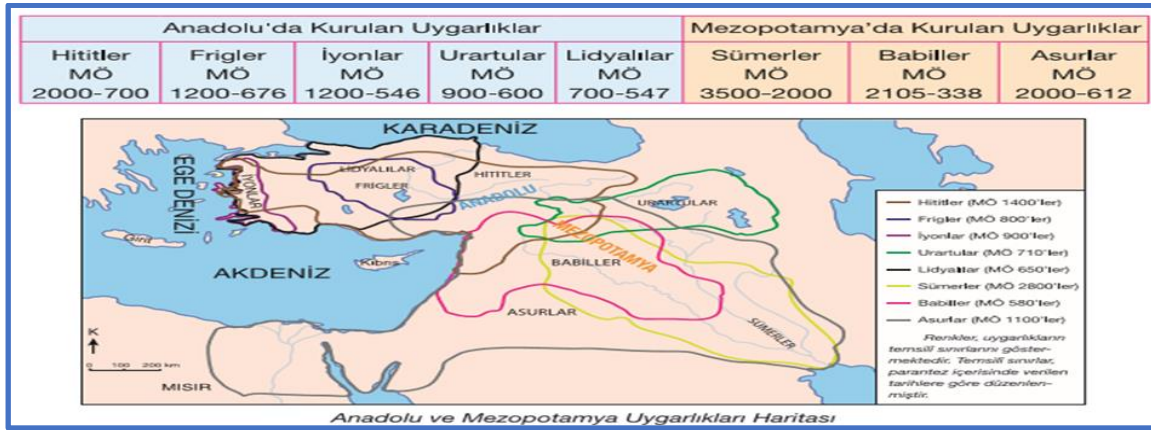 Anadolu'da Kurulan Uygarlıklar
Mezopotamya'da Kurulan Uygarlıklar
Hititler
MÖ
2000-700
Frigler
MÖ
1200-676
İyonlar
MÖ
1200-546
Urartular
MÖ
900-600
Lidyalılar
MÖ
700-547
Sümerler
MÖ
3500-2000
Babiller
MÖ
2105-338
Asurlar
MÖ
2000-612
KARADENİZ
EGE DENİZİ
İYONLAR
LİDYALILAR
FRİGLER
HİTİTLER
ANADOLU
URARTULAR
MEZOPOTAMYA
Girit
Kıbrıs
AKDENİZ
BABİLLER
ASURLAR
SÜMERLER
MISIR
K
0 100 200 km
Hititler (MÖ 1400'ler)
Frigler (MÖ 800'ler)
İyonlar (MÖ 900'ler)
Urartular (MÖ 710'ler)
Lidyalılar (MÖ 650'ler)
Sümerler (MÖ 2800'ler)
Babiller (MÖ 580'ler)
Asurlar (MÖ 1100'ler)
Renkler, uygarlıkların
temsilî sınırlarını göster-
mektedir. Temsilî sınırlar,
parantez içerisinde verilen
tarihlere göre düzenlen-
miştir.
Anadolu ve Mezopotamya Uygarlıkları Haritası